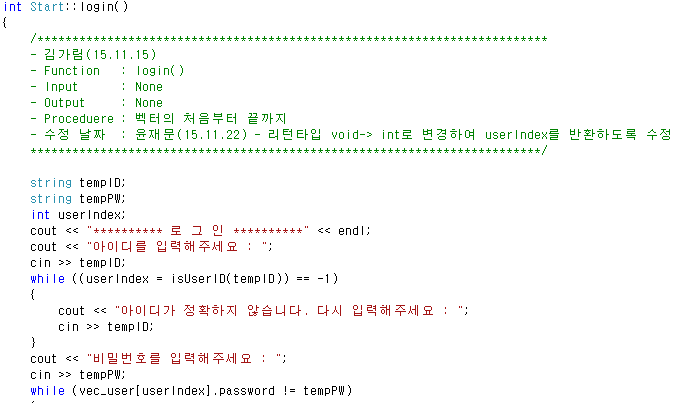 int Start::login()
{
/*************************************************************************
- 김가림(15.11.15)
- Function   : login()
- Input      : None
- Output     : None
- Proceduere : 벡터의 처음부터 끝까지
- 수정 날짜  : 윤재문(15.11.22) - 리턴타입 void-> int로 변경하여 userIndex를 반환하도록 수정
*************************************************************************/
string tempID;
string tempPW;
int userIndex;
cout << "********** 로 그 인 **********" << endl;
cout << "아이디를 입력해주세요 : ";
cin >> tempID;
while ((userIndex = isUserID(tempID)) == -1)
{
cout << "아이디가 정확하지 않습니다. 다시 입력해주세요 : ";
cin >> tempID;
}
cout << "비밀번호를 입력해주세요 : ";
cin >> tempPW;
while (vec_user[userIndex].password != tempPW)